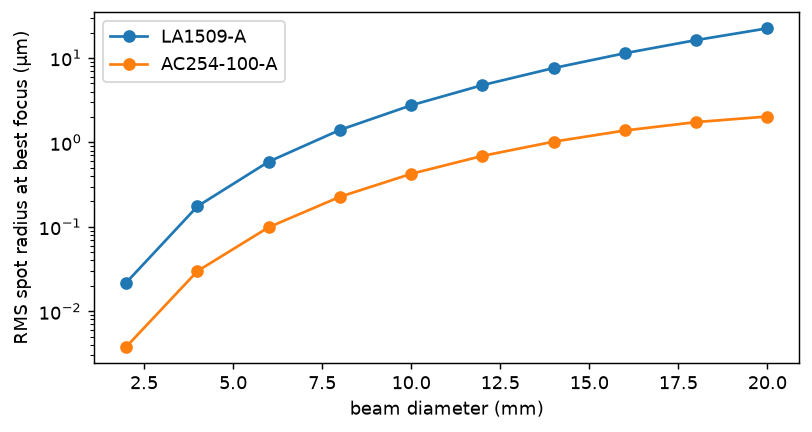 LA1509-A
AC254-100-A
RMS spot radius at best focus (µm)
10¹
10⁰
10⁻¹
10⁻²
2.5 5.0 7.5 10.0 12.5 15.0 17.5 20.0
beam diameter (mm)